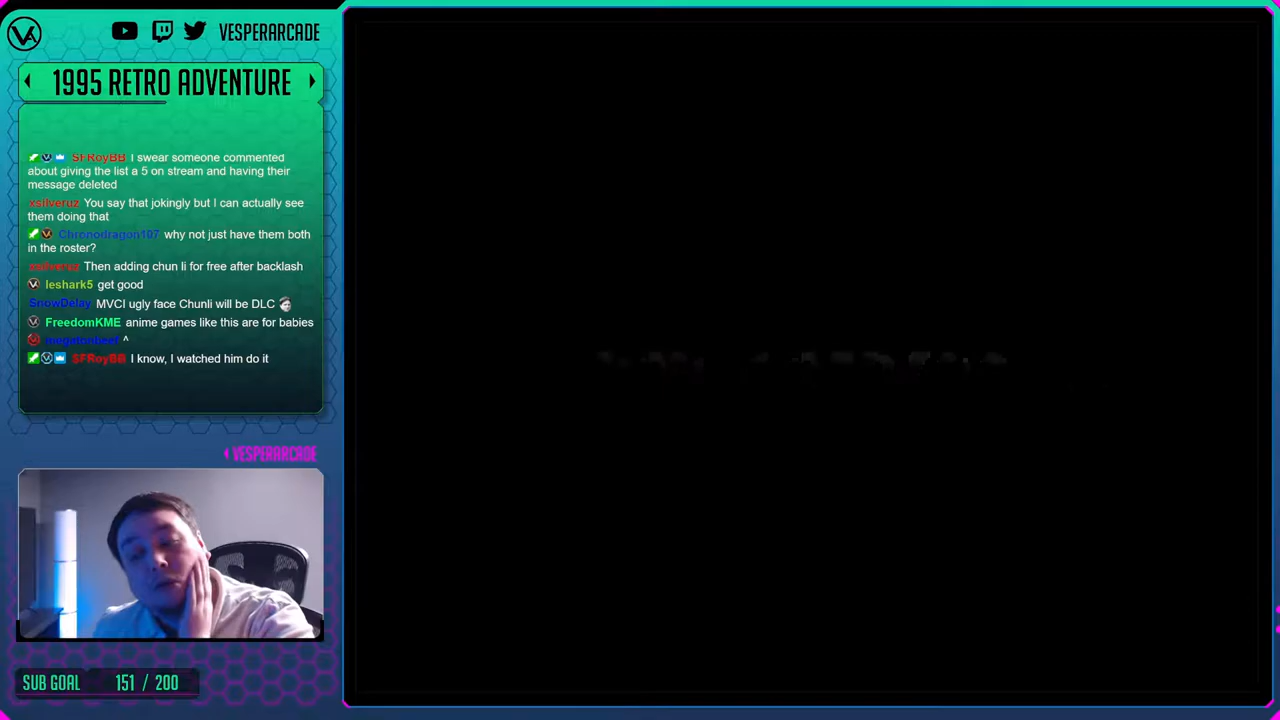 VA
VESPERARCADE
1995 RETRO ADVENTURE
SFRoyBB I swear someone commented
about giving the list a 5 on stream and having their
message deleted
xsilveruz You say that jokingly but I can actually see
them doing that
Chronodragon107 why not just have them both
in the roster?
xsilveruz Then adding chun li for free after backlash
leshark5 get good
SnowDelay MVCI ugly face Chunli will be DLC
FreedomKME anime games like this are for babies
megatonbeef ^
SFRoyBB I know, I watched him do it
VESPERARCADE
SUB GOAL 151 / 200